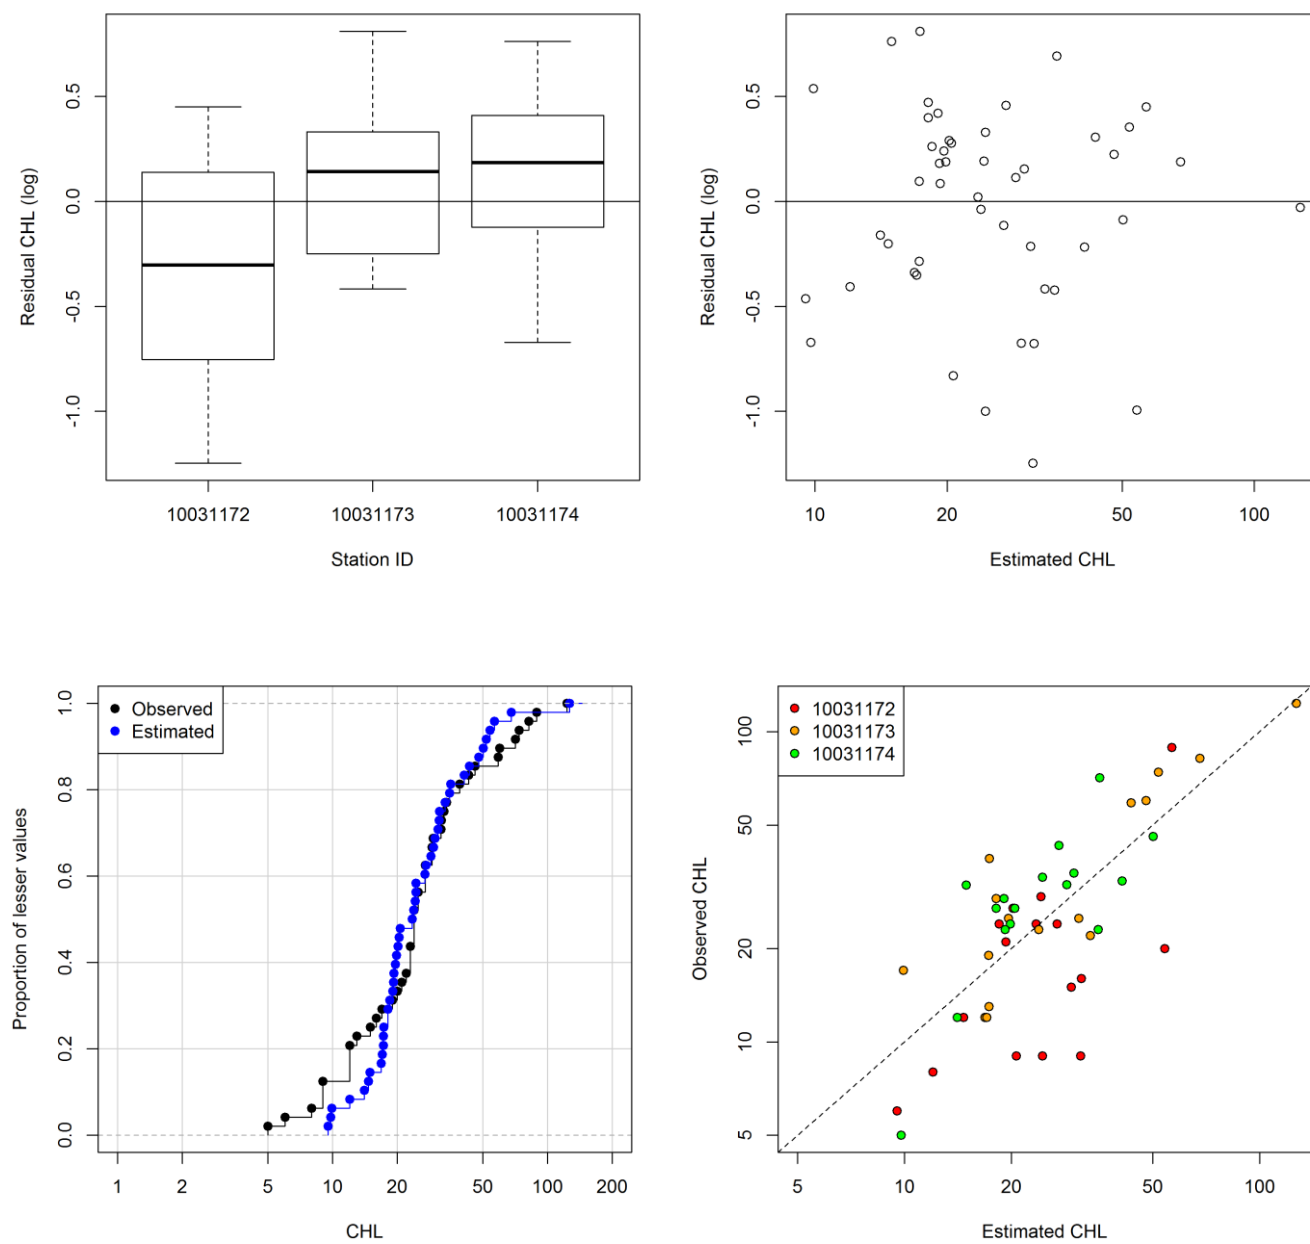 Residual CHL (log)
0.5
0.0
-0.5
-1.0
10031172 10031173 10031174
Station ID
Residual CHL (log)
0.5
0.0
-0.5
-1.0
10 20 50 100
Estimated CHL
Proportion of lesser values
1.0
0.8
0.6
0.4
0.2
0.0
Observed
Estimated
1 2 5 10 20 50 100 200
CHL
Observed CHL
100
50
20
10
5
10031172
10031173
10031174
5 10 20 50 100
Estimated CHL